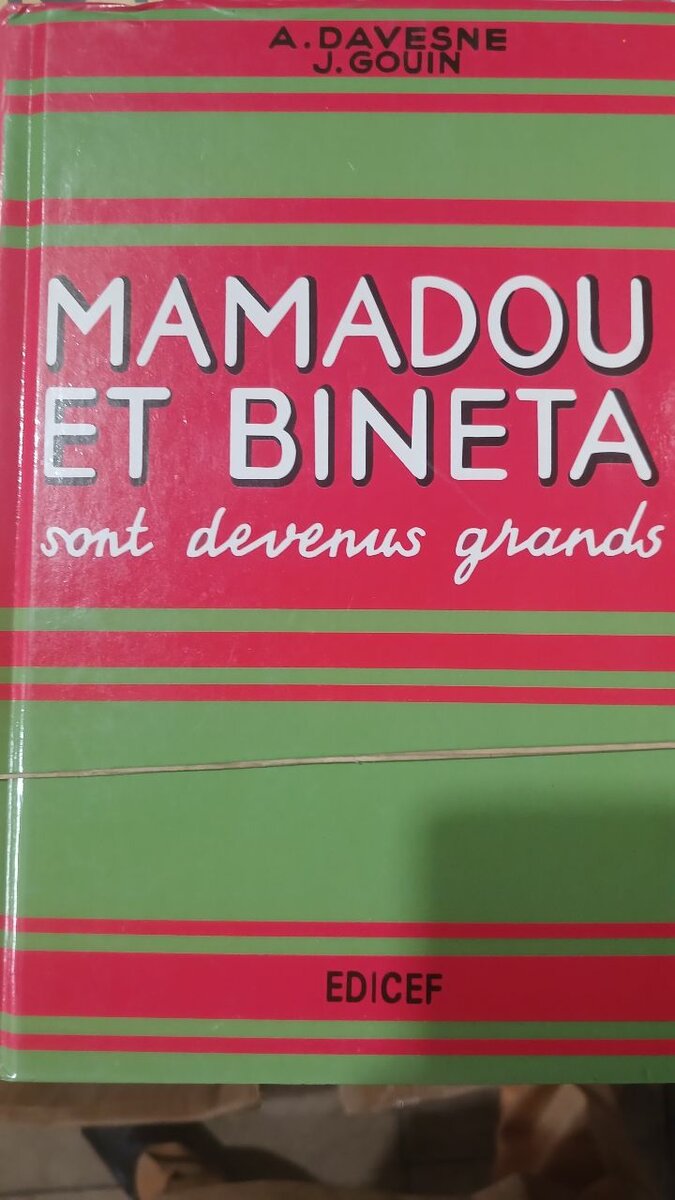 A. DAVESNE
J. GOUIN
MAMADOU
ET BINETA
sont devenus grands
EDICEF